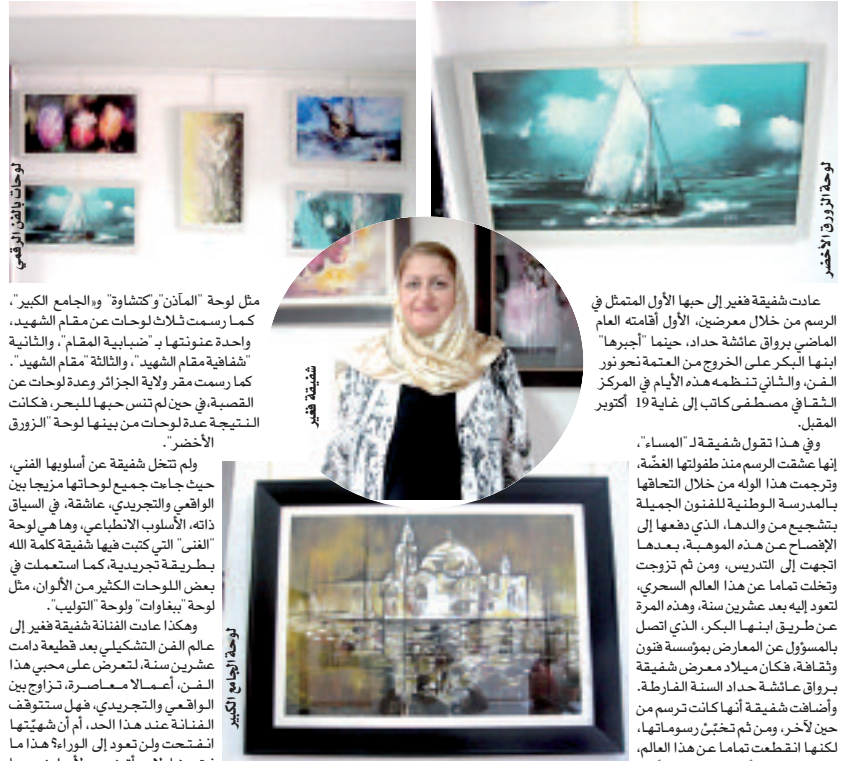 لوحات بالفن الرقمي
لوحة الزورق الأخضر
شفيقة فغير
لوحة الجامع الكبير
عادت شفيقة فغير إلى حبها الأول المتمثل في
الرسم من خلال معرضين، الأول أقامته العام
الماضي برواق عائشة حداد، حينما "أجبرها"
ابنها البكر على الخروج من العتمة نحو نور
الفن، والثاني تنظمه هذه الأيام في المركز
الثقافي مصطفى كاتب إلى غاية 19 أكتوبر
المقبل.
وفي هذا تقول شفيقة لـ "المساء"،
إنها عشقت الرسم منذ طفولتها الغضّة،
وترجمت هذا الوله من خلال التحاقها
بالمدرسة الوطنية للفنون الجميلة
بتشجيع من والدها، الذي دفعها إلى
الإفصاح عن هذه الموهبة، بعدها
اتجهت إلى التدريس، ومن ثم تزوجت
وتخلت تماما عن هذا العالم السحري،
لتعود إليه بعد عشرين سنة، وهذه المرة
عن طريق ابنها البكر، الذي اتصل
بالمسؤول عن المعارض بمؤسسة فنون
وثقافة، فكان ميلاد معرض شفيقة
برواق عائشة حداد السنة الفارطة.
وأضافت شفيقة أنها كانت ترسم من
حين لآخر، ومن ثم تخبّئ رسوماتها،
لكنها انقطعت تماما عن هذا العالم،
مثل لوحة "المآذن" و"كتشاوة" و«الجامع الكبير"،
كما رسمت ثلاث لوحات عن مقام الشهيد،
واحدة عنونتها بـ "ضبابية المقام"، والثانية
"شفافية مقام الشهيد"، والثالثة "مقام الشهيد".
كما رسمت مقر ولاية الجزائر وعدة لوحات عن
القصبة، في حين لم تنس حبها للبحر، فكانت
النتيجة عدة لوحات من بينها لوحة "الزورق
الأخضر".
ولم تتخل شفيقة عن أسلوبها الفني،
حيث جاءت جميع لوحاتها مزيجا بين
الواقعي والتجريدي، عاشقة، في السياق
ذاته، الأسلوب الانطباعي، وها هي لوحة
"الغنى" التي كتبت فيها شفيقة كلمة الله
بطريقة تجريدية، كما استعملت في
بعض اللوحات الكثير من الألوان، مثل
لوحة "ببغاوات" ولوحة "التوليب".
وهكذا عادت الفنانة شفيقة فغير إلى
عالم الفن التشكيلي بعد قطيعة دامت
عشرين سنة، لتعرض على محبي هذا
الفن، أعمالا معاصرة، تزاوج بين
الواقعي والتجريدي، فهل ستتوقف
الفنانة عند هذا الحد، أم أن شهيّتها
انفتحت ولن تعود إلى الوراء؟ هذا ما